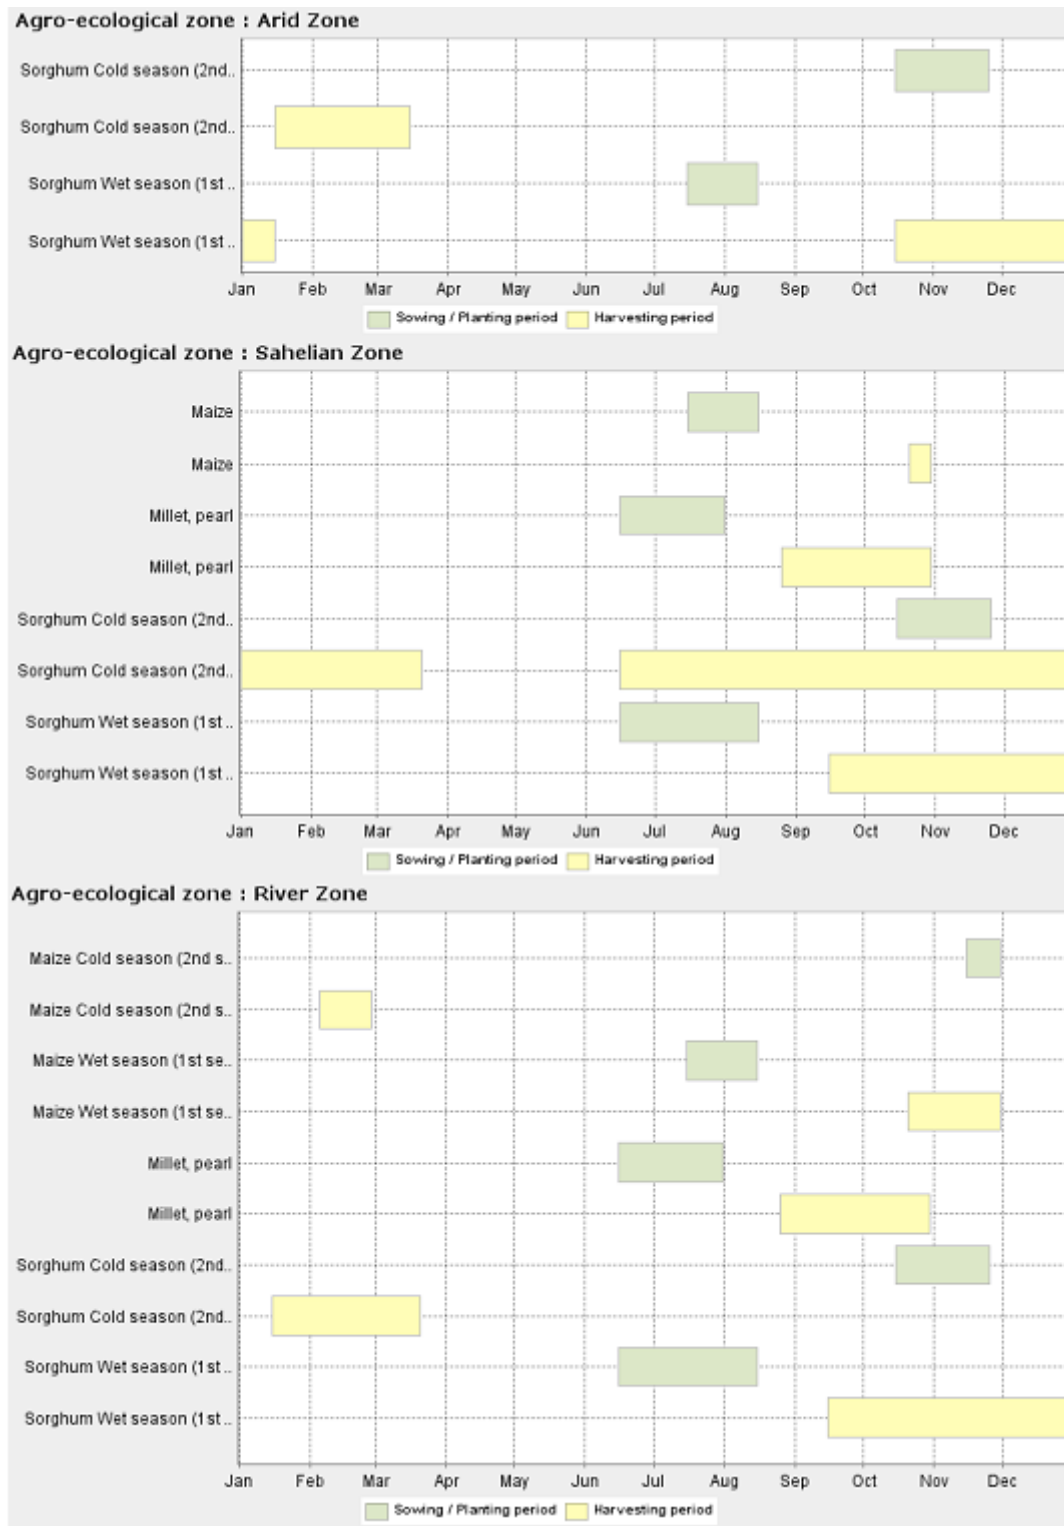 Agro-ecological zone : Arid Zone
Sorghum Cold season (2nd..
Sorghum Cold season (2nd..
Sorghum Wet season (1st ..
Sorghum Wet season (1st ..
Jan Feb Mar Apr May Jun Jul Aug Sep Oct Nov Dec
Sowing / Planting period Harvesting period
Agro-ecological zone : Sahelian Zone
Maize
Maize
Millet, pearl
Millet, pearl
Sorghum Cold season (2nd..
Sorghum Cold season (2nd..
Sorghum Wet season (1st ..
Sorghum Wet season (1st ..
Jan Feb Mar Apr May Jun Jul Aug Sep Oct Nov Dec
Sowing / Planting period Harvesting period
Agro-ecological zone : River Zone
Maize Cold season (2nd s..
Maize Cold season (2nd s..
Maize Wet season (1st se..
Maize Wet season (1st se..
Millet, pearl
Millet, pearl
Sorghum Cold season (2nd..
Sorghum Cold season (2nd..
Sorghum Wet season (1st ..
Sorghum Wet season (1st ..
Jan Feb Mar Apr May Jun Jul Aug Sep Oct Nov Dec
Sowing / Planting period Harvesting period